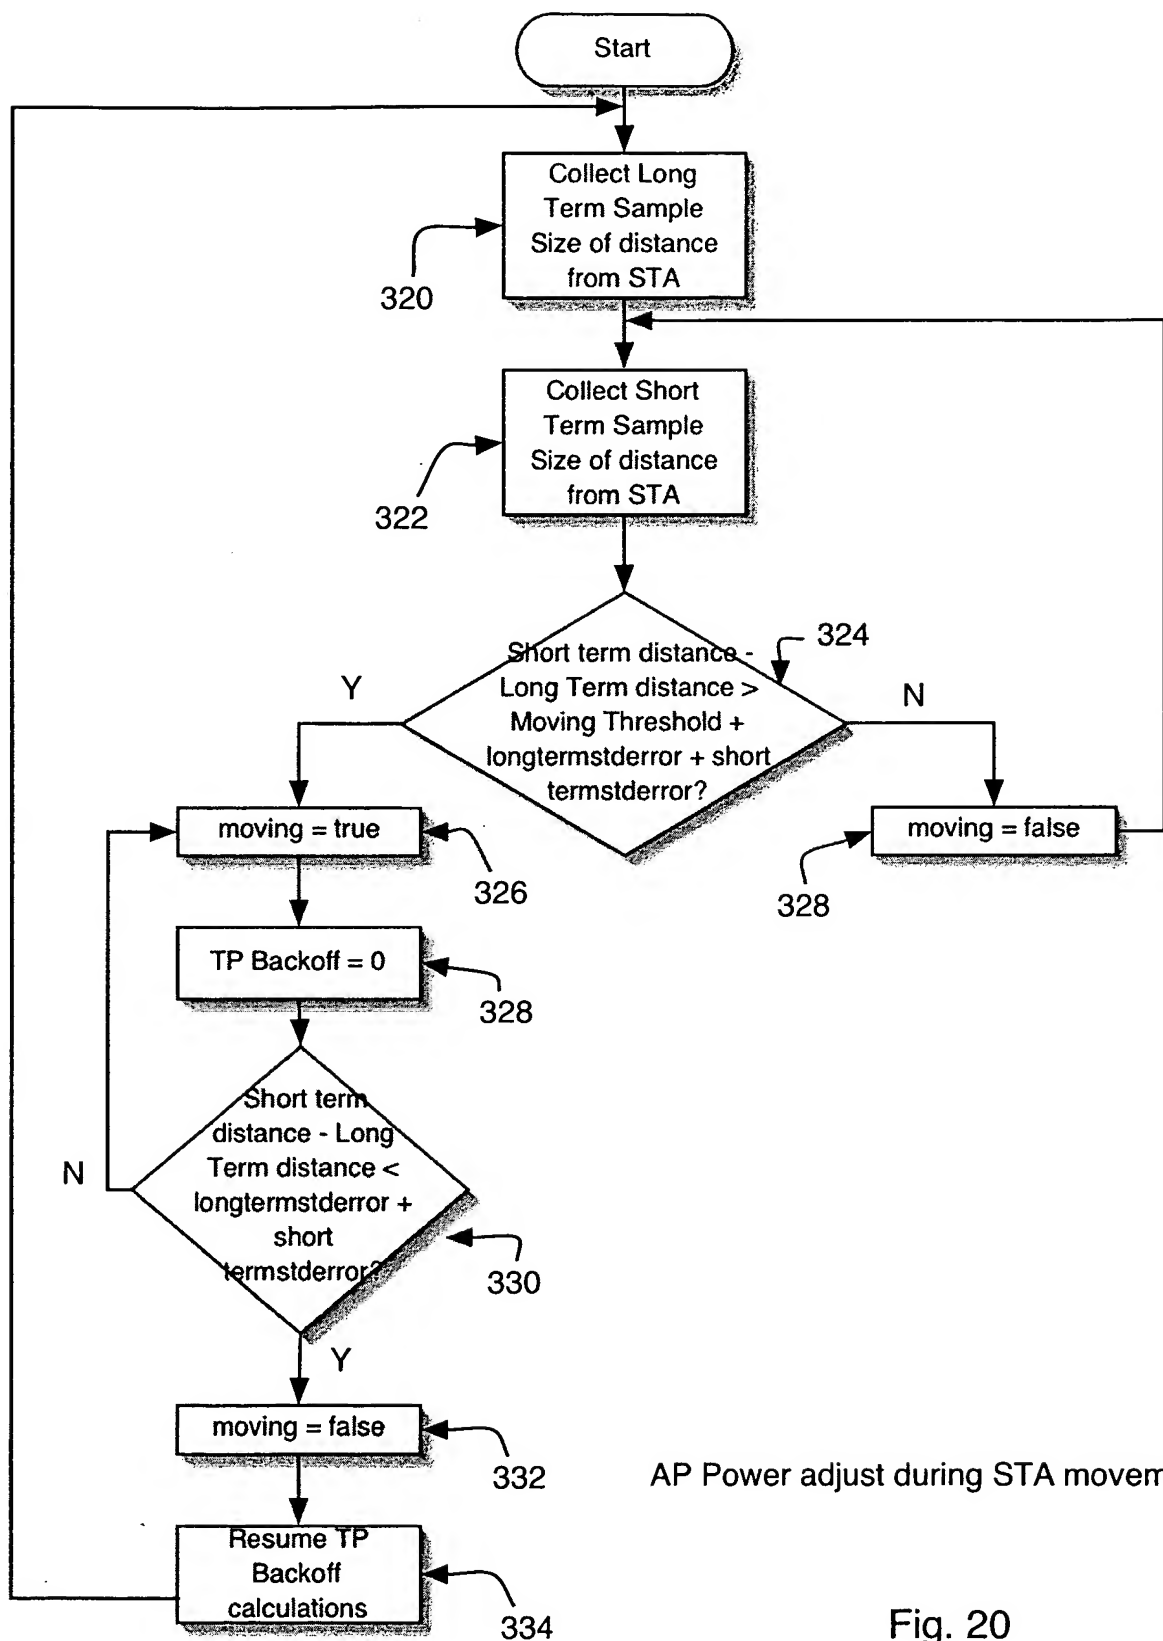 Start
Collect Long
Term Sample
Size of distance
from STA
320
Collect Short
Term Sample
Size of distance
from STA
322
324
Short term distance -
Long Term distance >
Moving Threshold +
longtermstderror + short
termstderror?
Y
N
moving = true
326
moving = false
328
TP Backoff = 0
328
Short term
distance - Long
Term distance <
longtermstderror +
short
termstderror?
N
330
Y
moving = false
332
AP Power adjust during STA movem
Resume TP
Backoff
calculations
334
Fig. 20